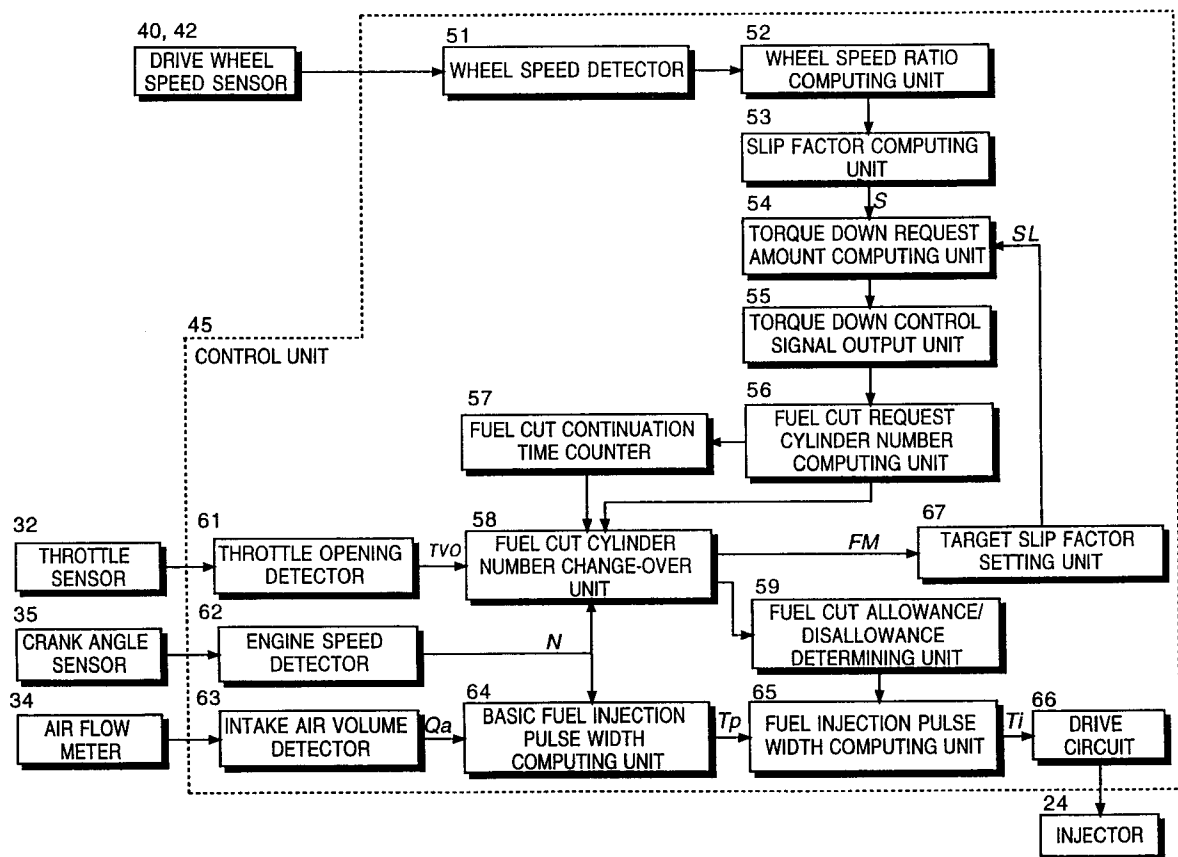 40, 42
DRIVE WHEEL
SPEED SENSOR
51
WHEEL SPEED DETECTOR
52
WHEEL SPEED RATIO
COMPUTING UNIT
53
SLIP FACTOR COMPUTING
UNIT
S
54
TORQUE DOWN REQUEST
AMOUNT COMPUTING UNIT
SL
55
TORQUE DOWN CONTROL
SIGNAL OUTPUT UNIT
45
CONTROL UNIT
57
FUEL CUT CONTINUATION
TIME COUNTER
56
FUEL CUT REQUEST
CYLINDER NUMBER
COMPUTING UNIT
32
THROTTLE
SENSOR
61
THROTTLE OPENING
DETECTOR
TVO
58
FUEL CUT CYLINDER
NUMBER CHANGE-OVER
UNIT
FM
67
TARGET SLIP FACTOR
SETTING UNIT
35
CRANK ANGLE
SENSOR
62
ENGINE SPEED
DETECTOR
N
59
FUEL CUT ALLOWANCE/
DISALLOWANCE
DETERMINING UNIT
34
AIR FLOW
METER
63
INTAKE AIR VOLUME
DETECTOR
Qa
64
BASIC FUEL INJECTION
PULSE WIDTH
COMPUTING UNIT
Tp
65
FUEL INJECTION PULSE
WIDTH COMPUTING UNIT
Ti
66
DRIVE
CIRCUIT
24
INJECTOR